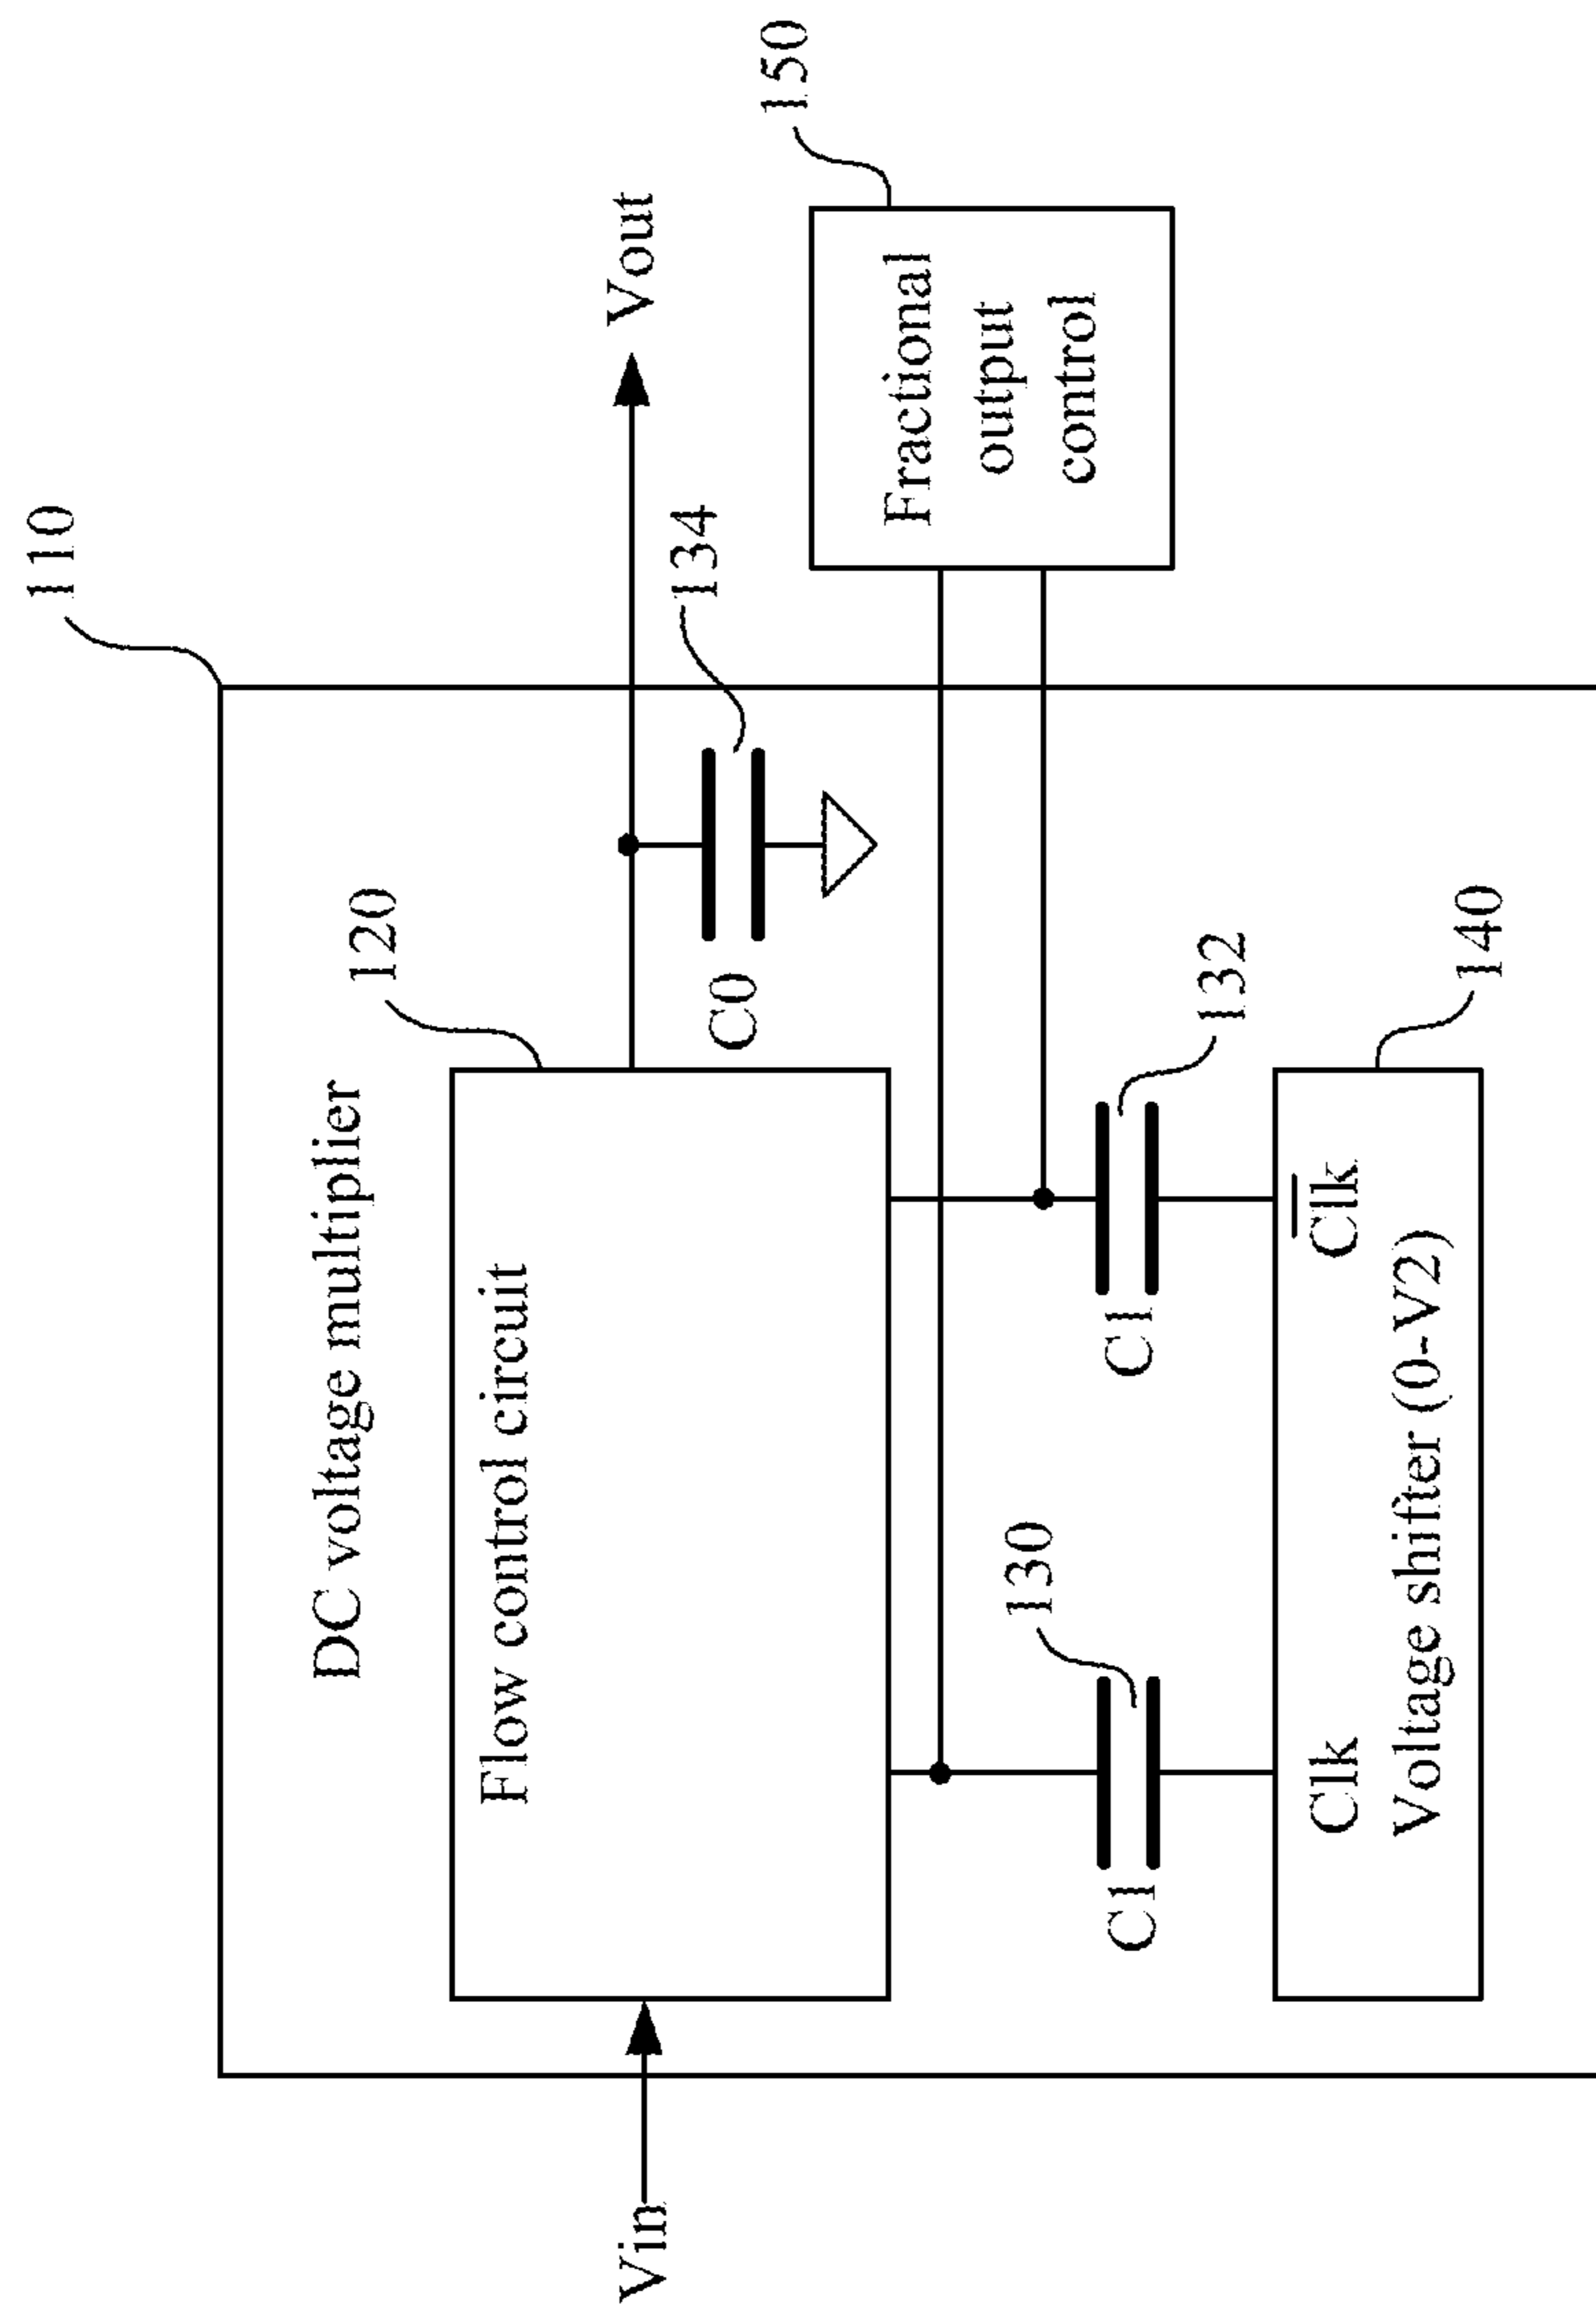 110
DC voltage multiplier
120
Flow control circuit
Vin
Vout
134
C0
150
Fractional
output
control
130
132
C1
C1
140
Clk
C̅l̅k̅
Voltage shifter (0-V2)